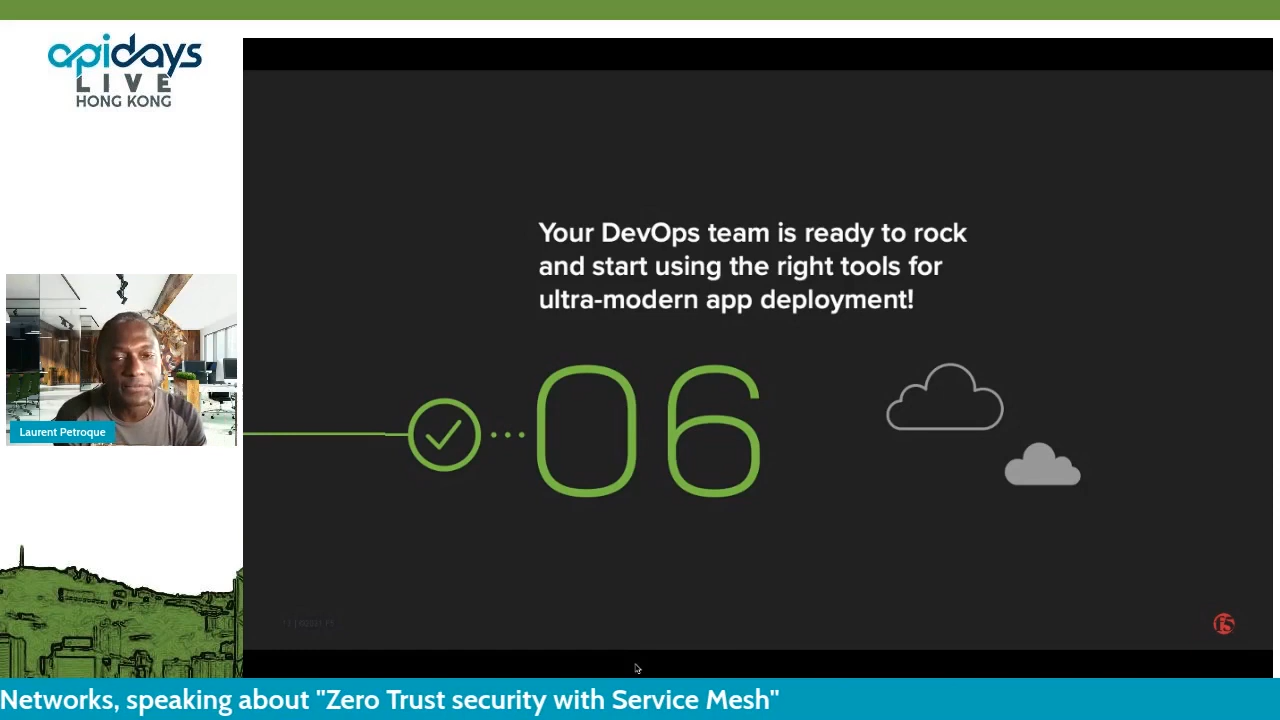 apidays
LIVE
HONG KONG
Your DevOps team is ready to rock
and start using the right tools for
ultra-modern app deployment!
06
Laurent Petroque
f5
Networks, speaking about "Zero Trust security with Service Mesh"